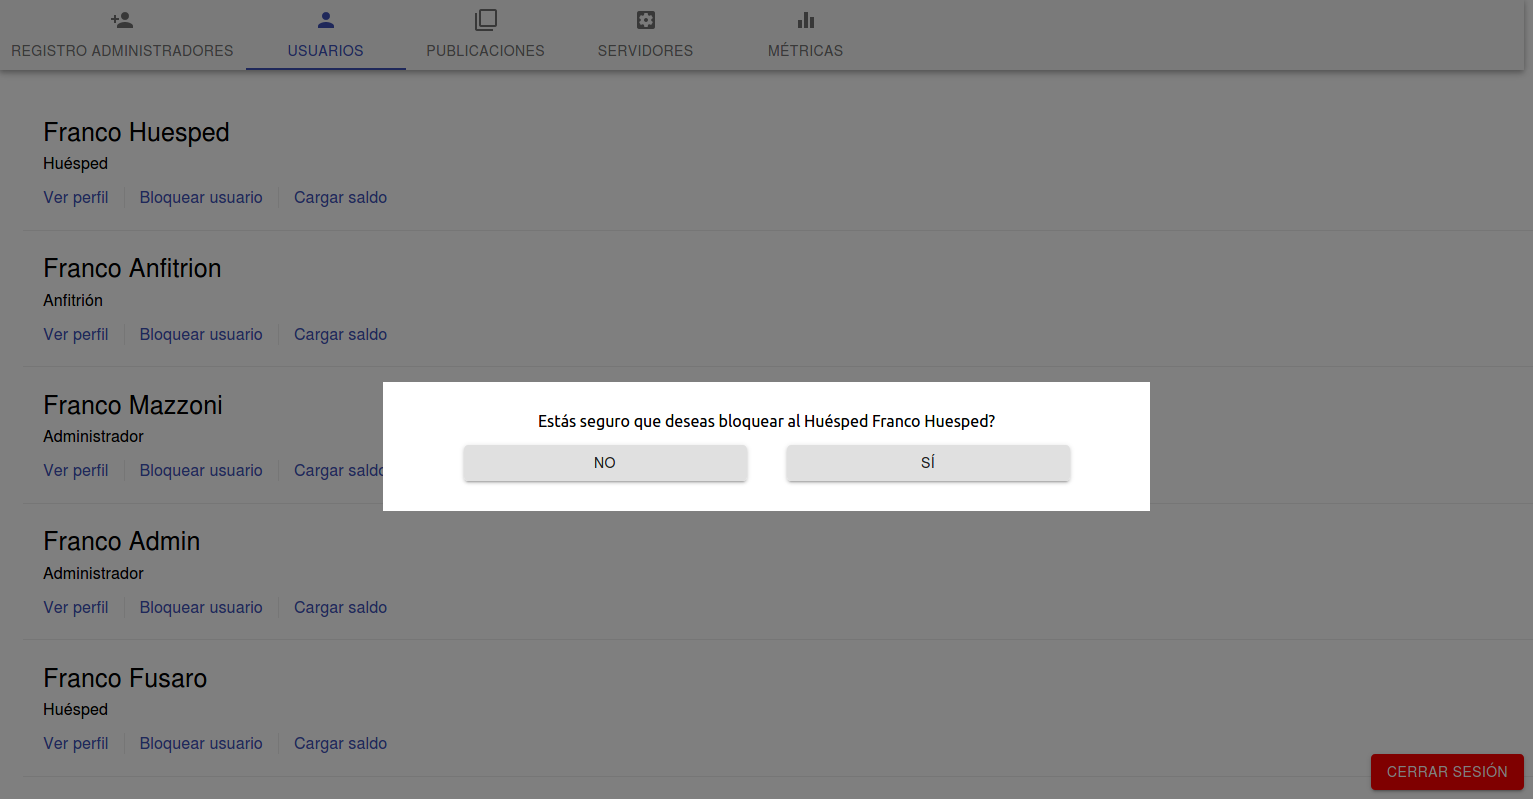 REGISTRO ADMINISTRADORES USUARIOS PUBLICACIONES SERVIDORES MÉTRICAS
Franco Huesped
Huésped
Ver perfil Bloquear usuario Cargar saldo
Franco Anfitrion
Anfitrión
Ver perfil Bloquear usuario Cargar saldo
Franco Mazzoni
Administrador
Ver perfil Bloquear usuario Cargar saldo
Estás seguro que deseas bloquear al Huésped Franco Huesped?
NO SÍ
Franco Admin
Administrador
Ver perfil Bloquear usuario Cargar saldo
Franco Fusaro
Huésped
Ver perfil Bloquear usuario Cargar saldo
CERRAR SESIÓN